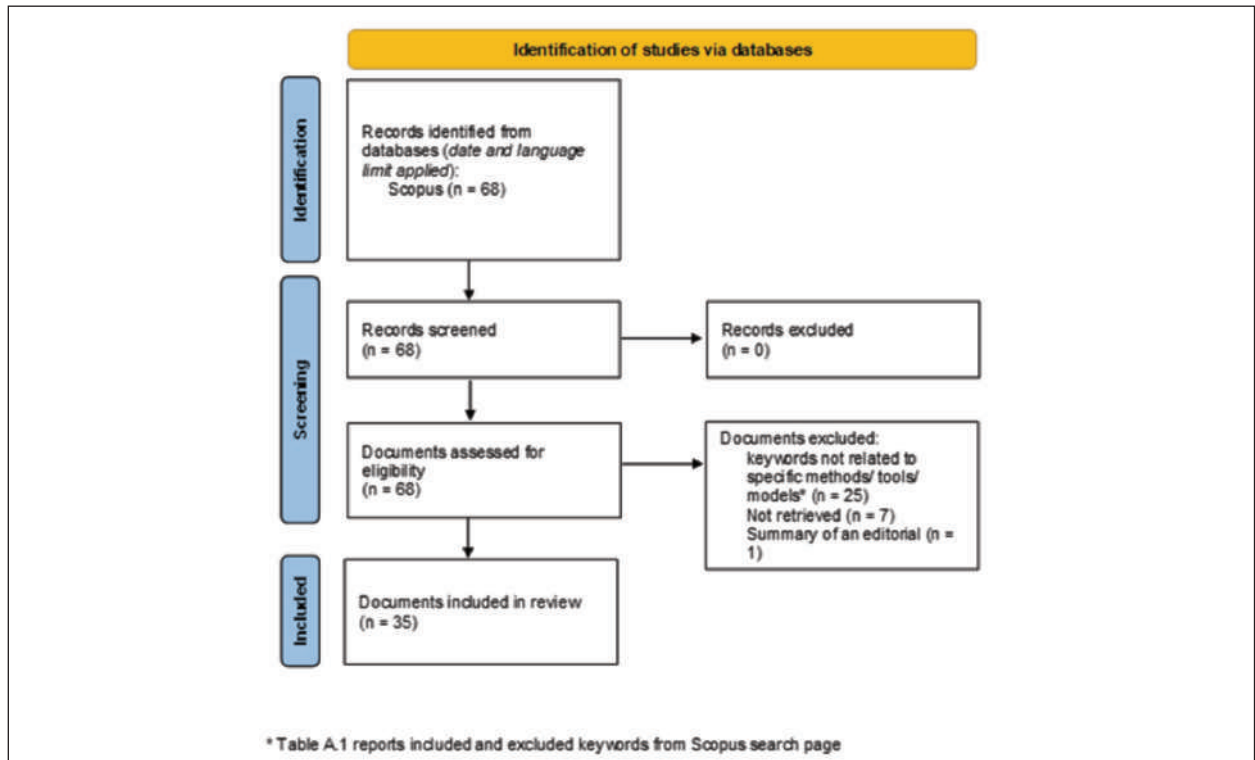 Identification of studies via databases
Identification
Records identified from
databases (date and language
limit applied):
Scopus (n = 68)
Screening
Records screened
(n = 68)
Records excluded
(n = 0)
Documents assessed for
eligibility
(n = 68)
Documents excluded:
keywords not related to
specific methods/ tools/
models* (n = 25)
Not retrieved (n = 7)
Summary of an editorial (n =
1)
Included
Documents included in review
(n = 35)
* Table A.1 reports included and excluded keywords from Scopus search page